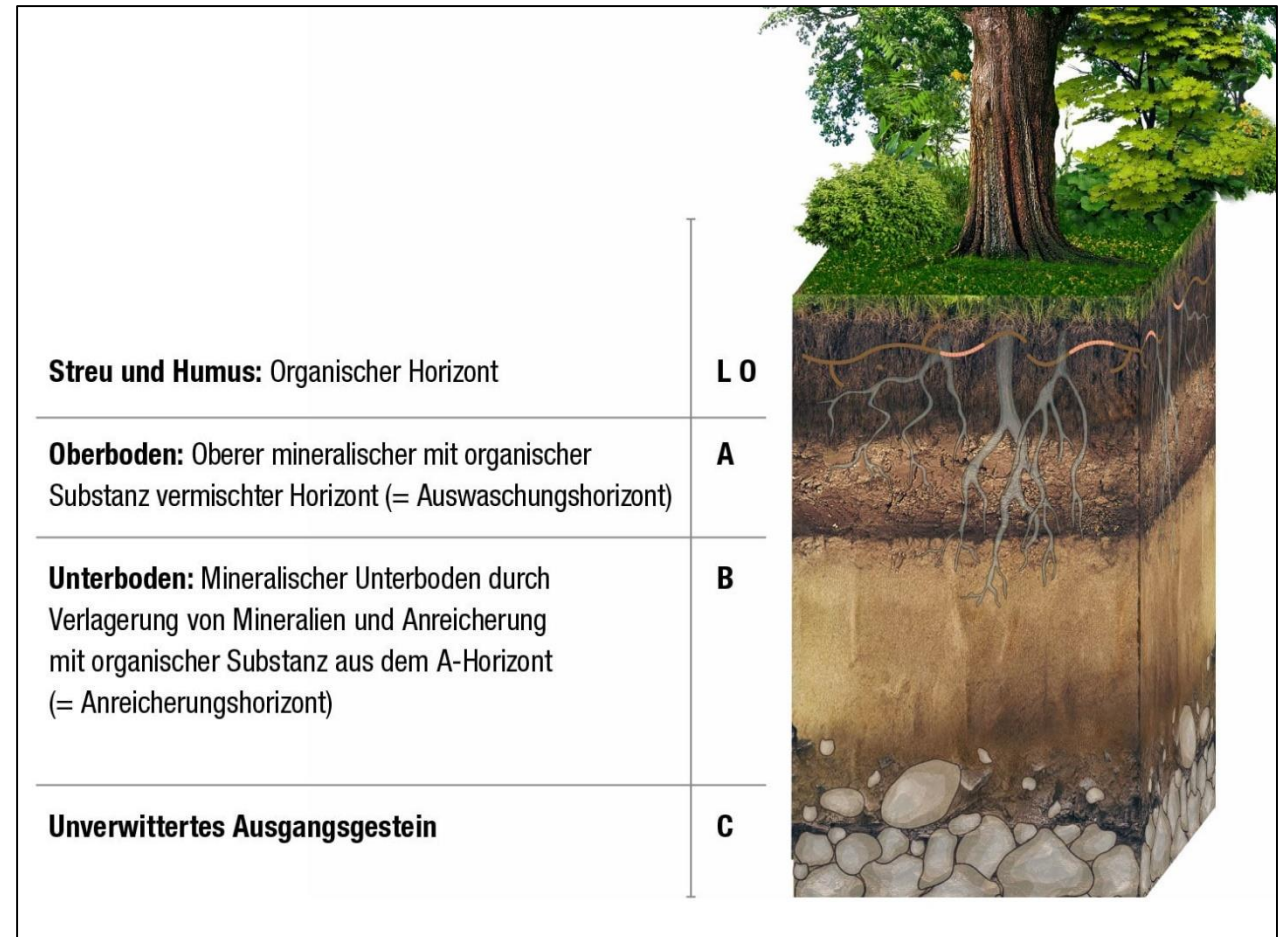 Streu und Humus: Organischer Horizont
L O
Oberboden: Oberer mineralischer mit organischer
Substanz vermischter Horizont (= Auswaschungshorizont)
A
Unterboden: Mineralischer Unterboden durch
Verlagerung von Mineralien und Anreicherung
mit organischer Substanz aus dem A-Horizont
(= Anreicherungshorizont)
B
Unverwittertes Ausgangsgestein
C